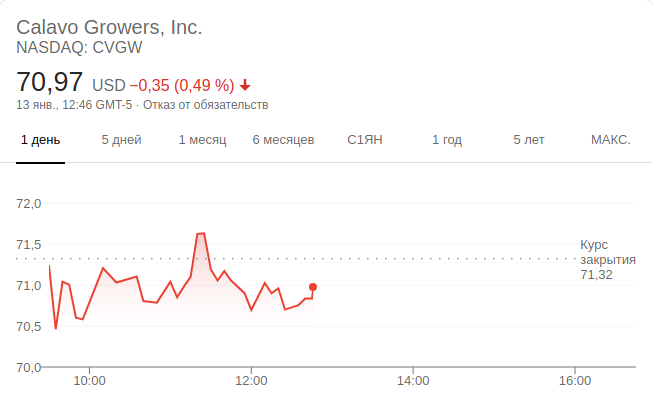 Calavo Growers, Inc.
NASDAQ: CVGW
70,97 USD −0,35 (0,49 %)
13 янв., 12:46 GMT-5 · Отказ от обязательств
1 день 5 дней 1 месяц 6 месяцев С1ЯН 1 год 5 лет МАКС.
72,0
71,5
Курс
закрытия
71,32
71,0
70,5
70,0
10:00 12:00 14:00 16:00